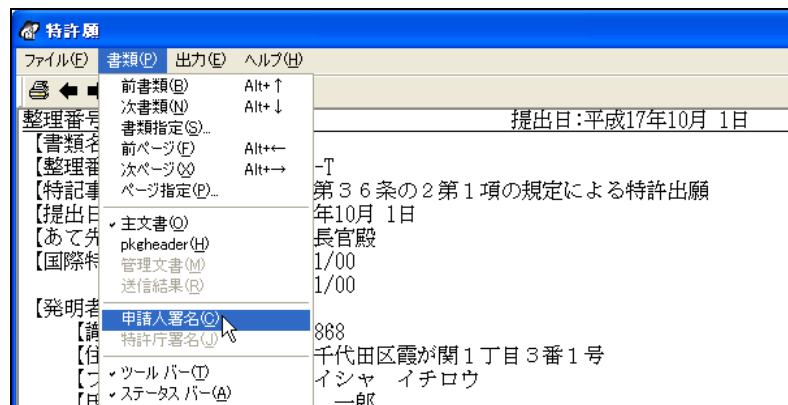 特許願
ファイル(F) 書類(P) 出力(E) ヘルプ(H)
前書類(B) Alt+↑
次書類(N) Alt+↓
書類指定(S)...
前ページ(F) Alt+←
次ページ(X) Alt+→
ページ指定(P)...
主文書(O)
pkgheader(H)
管理文書(M)
送信結果(R)
申請人署名(C)
特許庁署名(J)
ツール バー(T)
ステータス バー(A)
整理番号 提出日:平成17年10月 1日
【書類名
【整理番 -T
【特記事 第36条の2第1項の規定による特許出願
【提出日 年10月 1日
【あて先 長官殿
【国際特 1/00
1/00
【発明者
868
【住 千代田区霞が関1丁目3番1号
イシャ イチロウ
一郎